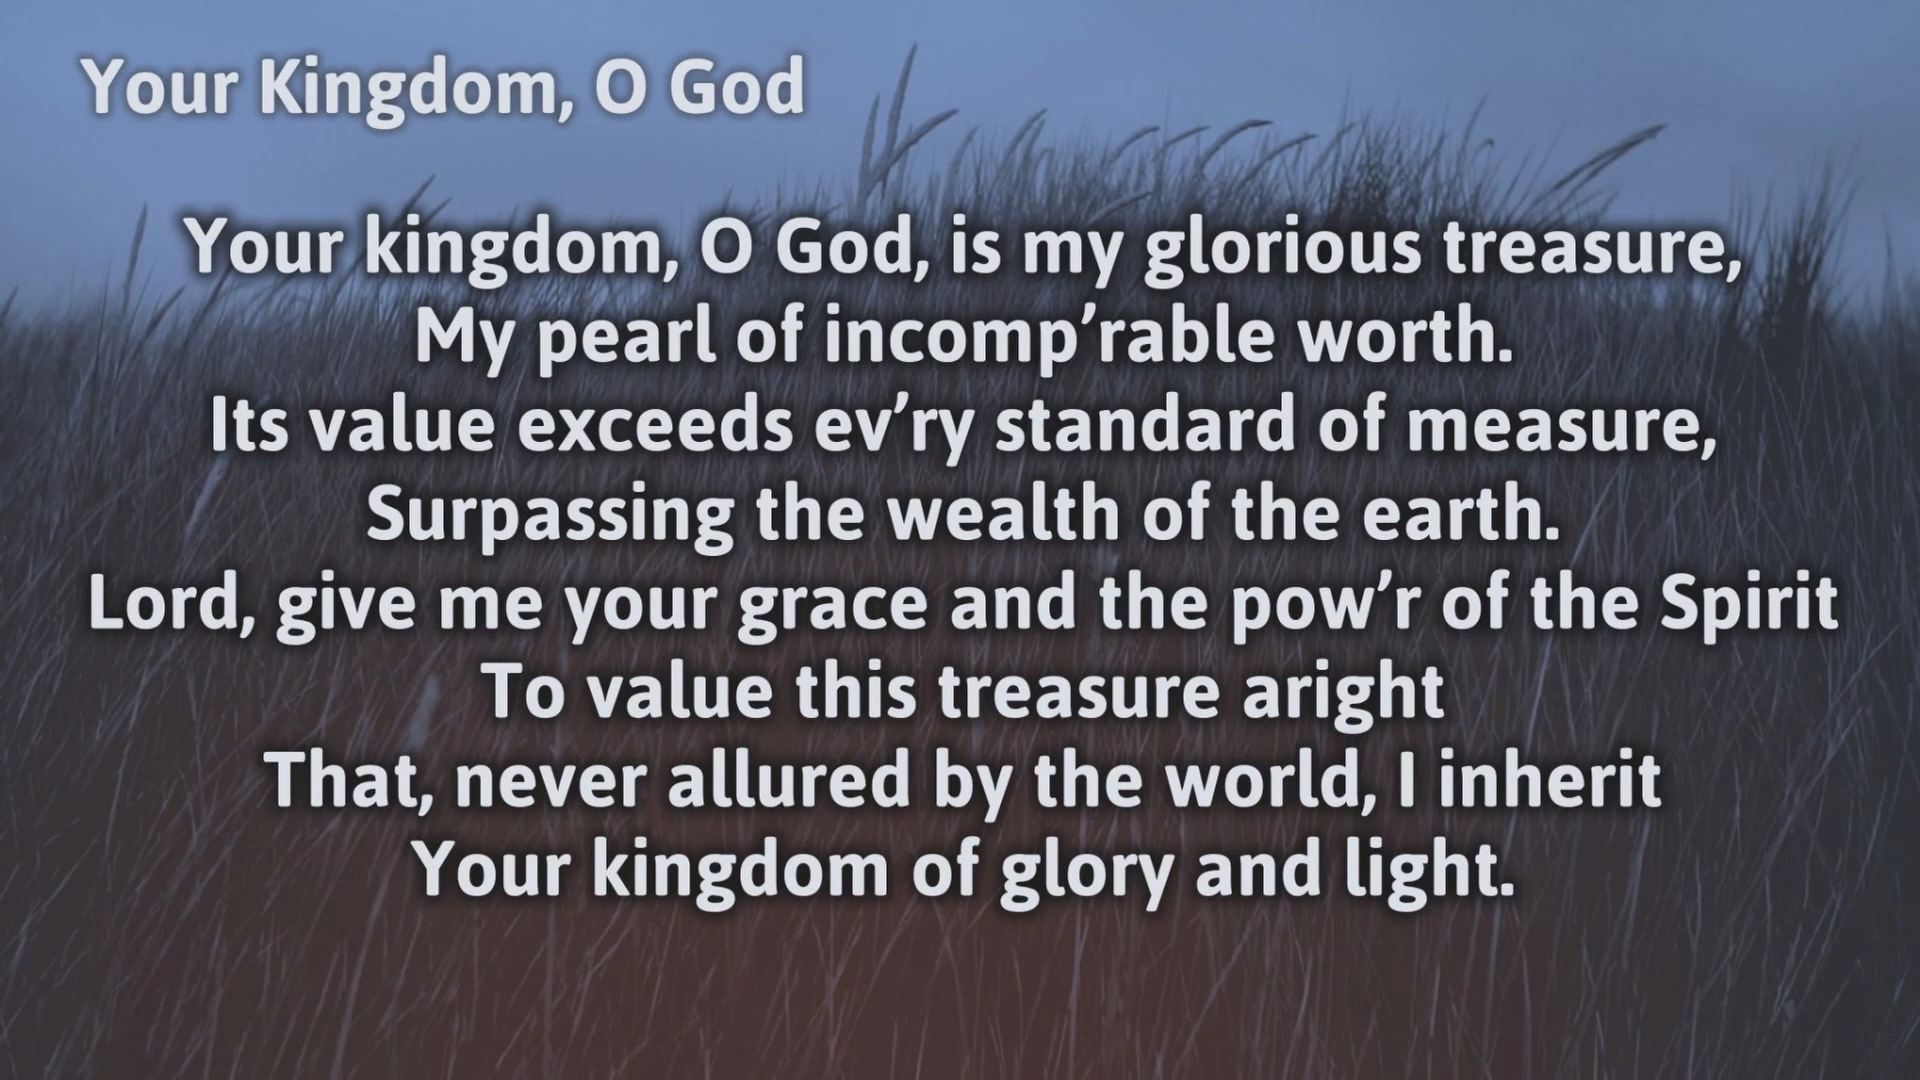 Your Kingdom, O God
Your kingdom, O God, is my glorious treasure,
My pearl of incomp’rable worth.
Its value exceeds ev’ry standard of measure,
Surpassing the wealth of the earth.
Lord, give me your grace and the pow’r of the Spirit
To value this treasure aright
That, never allured by the world, I inherit
Your kingdom of glory and light.